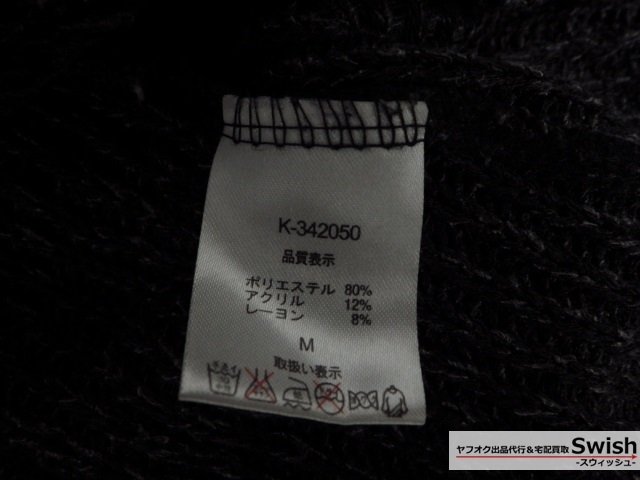 K-342050
品質表示
ポリエステル 80%
アクリル 12%
レーヨン 8%
M
取扱い表示
ヤフオク出品代行&宅配買取 Swish
-スウィッシュ-